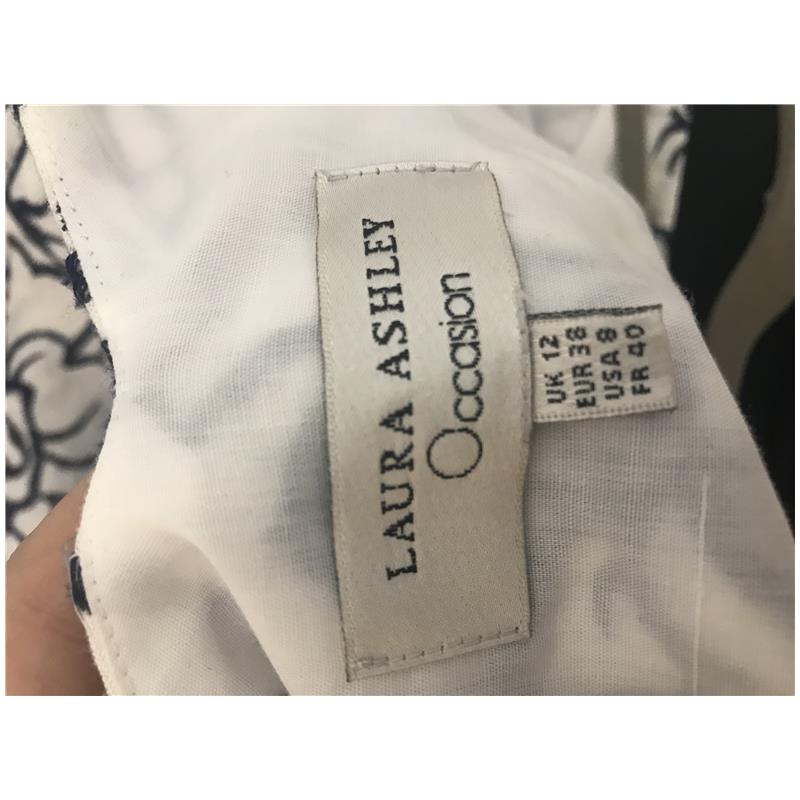 LAURA ASHLEY
Occasion
UK 12
EUR 38
USA 8
FR 40